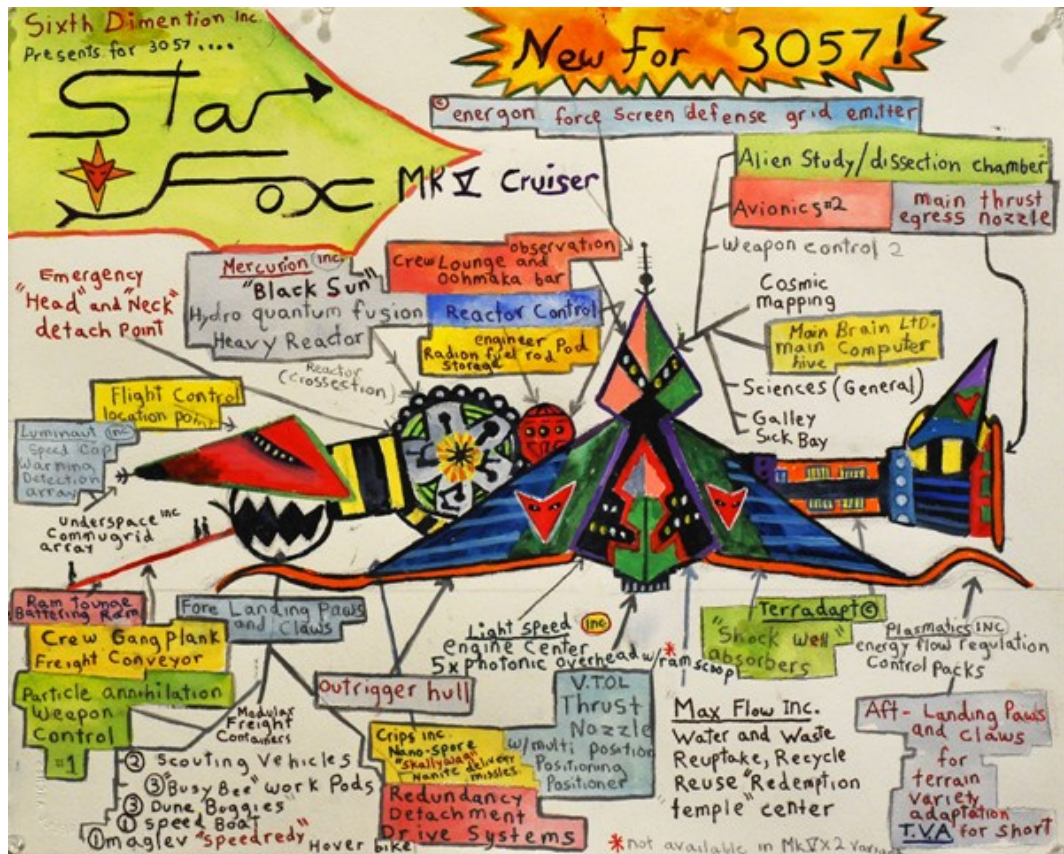 Sixth Dimention Inc.
Presents for 3057....
Star
Fox
MK V Cruiser
New For 3057!
© energon force screen defense grid emitter
Alien Study/dissection chamber
Avionics #2
main thrust
egress nozzle
Weapon control 2
Cosmic
mapping
Main Brain LTD.
main Computer
hive
Sciences (General)
Galley
Sick Bay
observation
Crew Lounge and
Oohmaka bar
Reactor Control
engineer Pod
Radion fuel rod
Storage
Mercurion inc.
"Black Sun"
Hydro quantum fusion
Heavy Reactor
Reactor
(crossection)
Emergency
"Head" and "Neck"
detach Point
Flight Control
location point
Luminaut inc
Speed Cap
Warning
Detection
array
underspace inc
Commugrid
array
Ram tounge
Battering Ram
Crew Gang Plank
Freight Conveyor
Particle annihilation
Weapon
Control
#1
Fore Landing Paws
and Claws
Modular
Freight
Containers
② Scouting Vehicles
③ "Busy Bee" work Pods
③ Dune Boggies"
① Speed Boat
① maglev "Speedredy" Hover bike
outrigger hull
Crips inc.
Nano-spore
"Skallywag"
Nanite deliver
missles.
Redundancy
Detachment
Drive Systems
Light Speed inc
engine Center
5x photonic overhead w/*ram scoop
V.T.OL
Thrust
Nozzle
w/multi position
Positioning
Positioner
Terradapt ©
"Shock well"
absorbers
Max Flow Inc.
Water and Waste
Reuptake, Recycle
Reuse "Redemption
temple" center
Plasmatics INC
energy flow regulation
Control packs
Aft- Landing Paws
and Claws
for
terrain
variety
adaptation
T.V.A for short
*not available in MkVX2